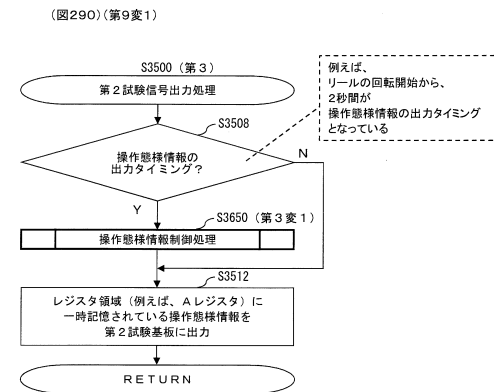 (図290)(第9変1)
S3500(第3)
第2試験信号出力処理
例えば、
リールの回転開始から、
2秒間が
操作態様情報の出力タイミング
となっている
S3508
操作態様情報の
出力タイミング?
N
Y
S3650(第3変1)
操作態様情報制御処理
S3512
レジスタ領域(例えば、Aレジスタ)に
一時記憶されている操作態様情報を
第2試験基板に出力
RETURN